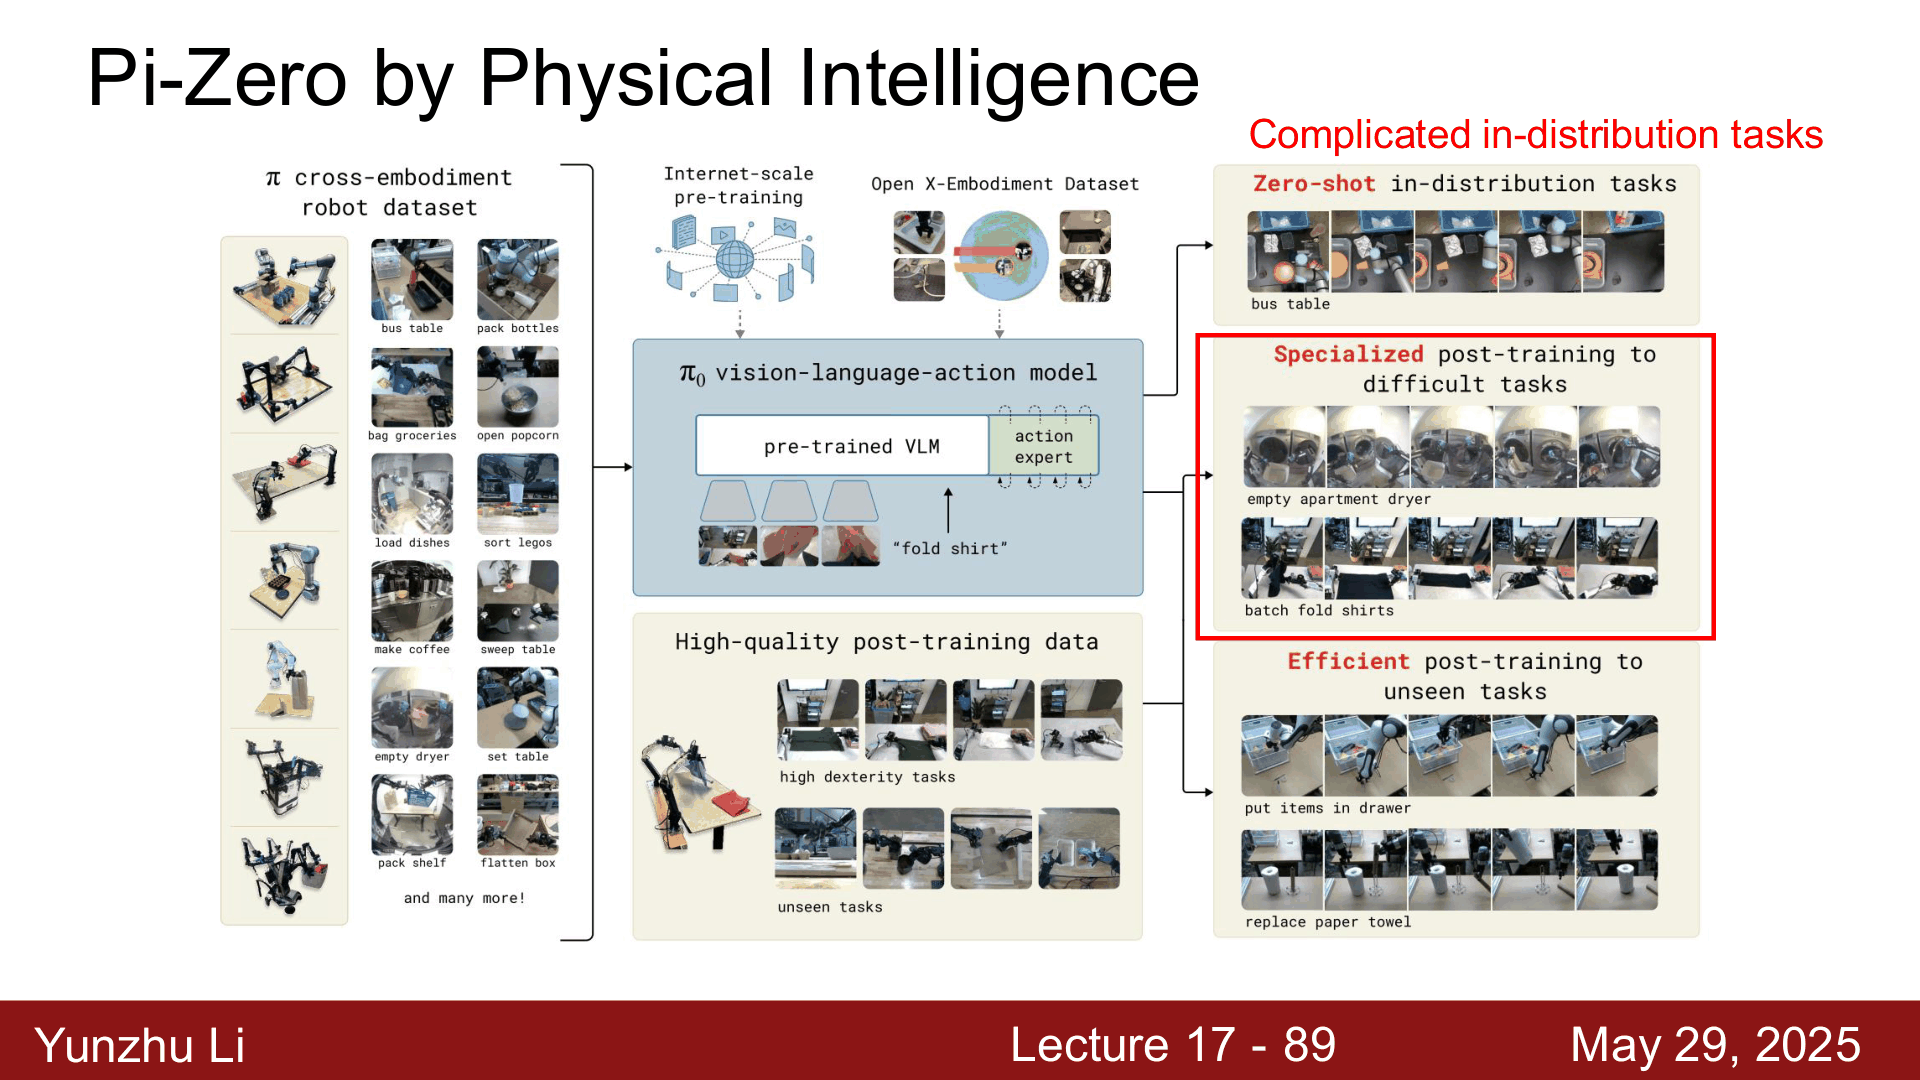 Pi-Zero by Physical Intelligence
Complicated in-distribution tasks
π cross-embodiment
robot dataset
bus table
pack bottles
bag groceries
open popcorn
load dishes
sort legos
make coffee
sweep table
empty dryer
set table
pack shelf
flatten box
and many more!
Internet-scale
pre-training
Open X-Embodiment Dataset
π₀ vision-language-action model
pre-trained VLM
action
expert
"fold shirt"
High-quality post-training data
high dexterity tasks
unseen tasks
Zero-shot in-distribution tasks
bus table
Specialized post-training to
difficult tasks
empty apartment dryer
batch fold shirts
Efficient post-training to
unseen tasks
put items in drawer
replace paper towel
Yunzhu Li
Lecture 17 - 89
May 29, 2025